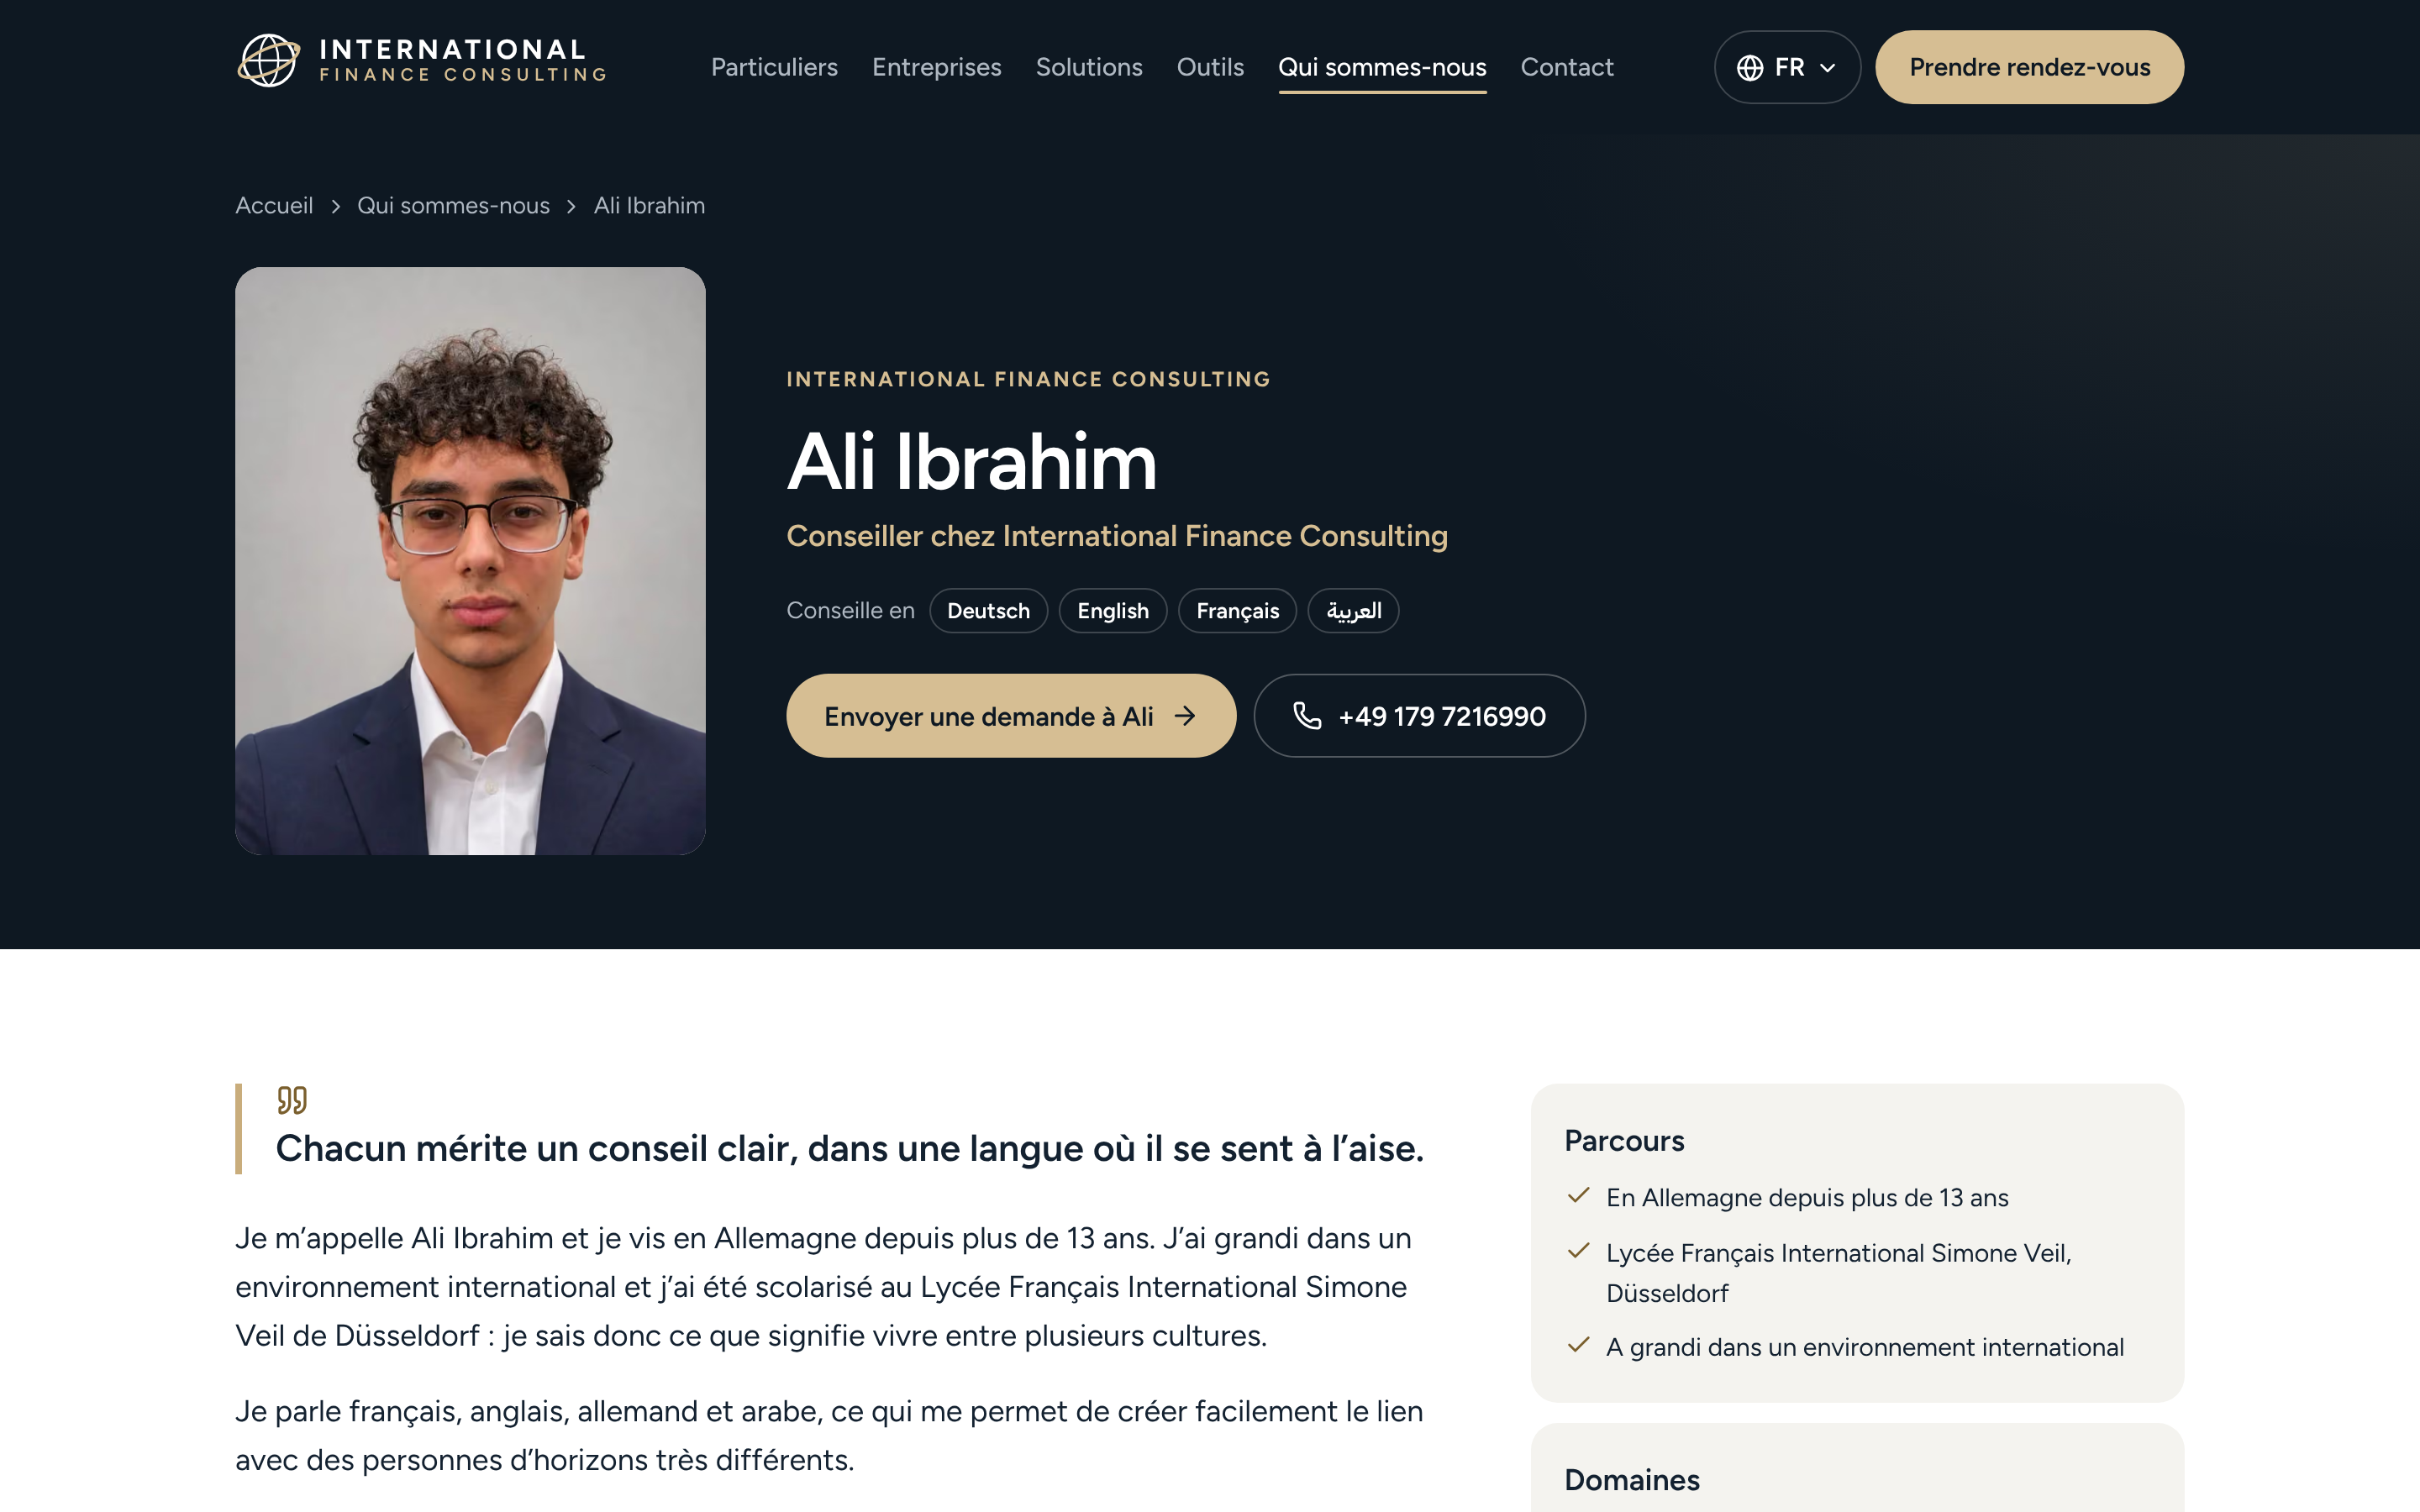 INTERNATIONAL
FINANCE CONSULTING
Particuliers
Entreprises
Solutions
Outils
Qui sommes-nous
Contact
FR
Prendre rendez-vous
Accueil > Qui sommes-nous > Ali Ibrahim
INTERNATIONAL FINANCE CONSULTING
Ali Ibrahim
Conseiller chez International Finance Consulting
Conseille en
Deutsch
English
Français
العربية
Envoyer une demande à Ali
+49 179 7216990
Chacun mérite un conseil clair, dans une langue où il se sent à l’aise.
Je m’appelle Ali Ibrahim et je vis en Allemagne depuis plus de 13 ans. J’ai grandi dans un
environnement international et j’ai été scolarisé au Lycée Français International Simone
Veil de Düsseldorf : je sais donc ce que signifie vivre entre plusieurs cultures.
Je parle français, anglais, allemand et arabe, ce qui me permet de créer facilement le lien
avec des personnes d’horizons très différents.
Parcours
En Allemagne depuis plus de 13 ans
Lycée Français International Simone Veil,
Düsseldorf
A grandi dans un environnement international
Domaines